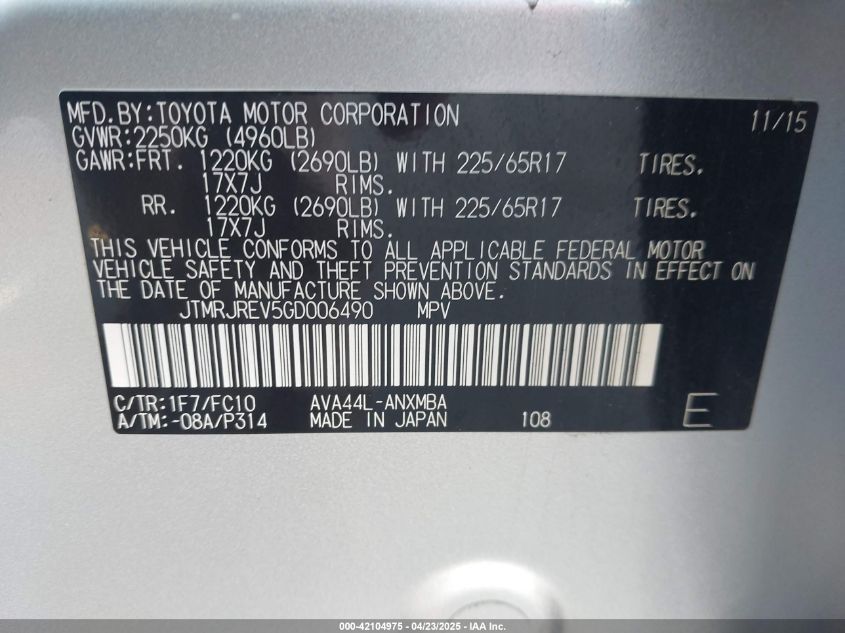 MFD.BY:TOYOTA MOTOR CORPORATION 11/15
GVWR:2250KG (4960LB)
GAWR:FRT. 1220KG (2690LB) WITH 225/65R17 TIRES.
17X7J RIMS.
RR. 1220KG (2690LB) WITH 225/65R17 TIRES.
17X7J RIMS.
THIS VEHICLE CONFORMS TO ALL APPLICABLE FEDERAL MOTOR
VEHICLE SAFETY AND THEFT PREVENTION STANDARDS IN EFFECT ON
THE DATE OF MANUFACTURE SHOWN ABOVE.
JTMRJREV5GD006490 MPV
C/TR:1F7/FC10 AVA44L-ANXMBA
A/TM:-08A/P314 MADE IN JAPAN 108 E
000-42104975 - 04/23/2025 - IAA Inc.